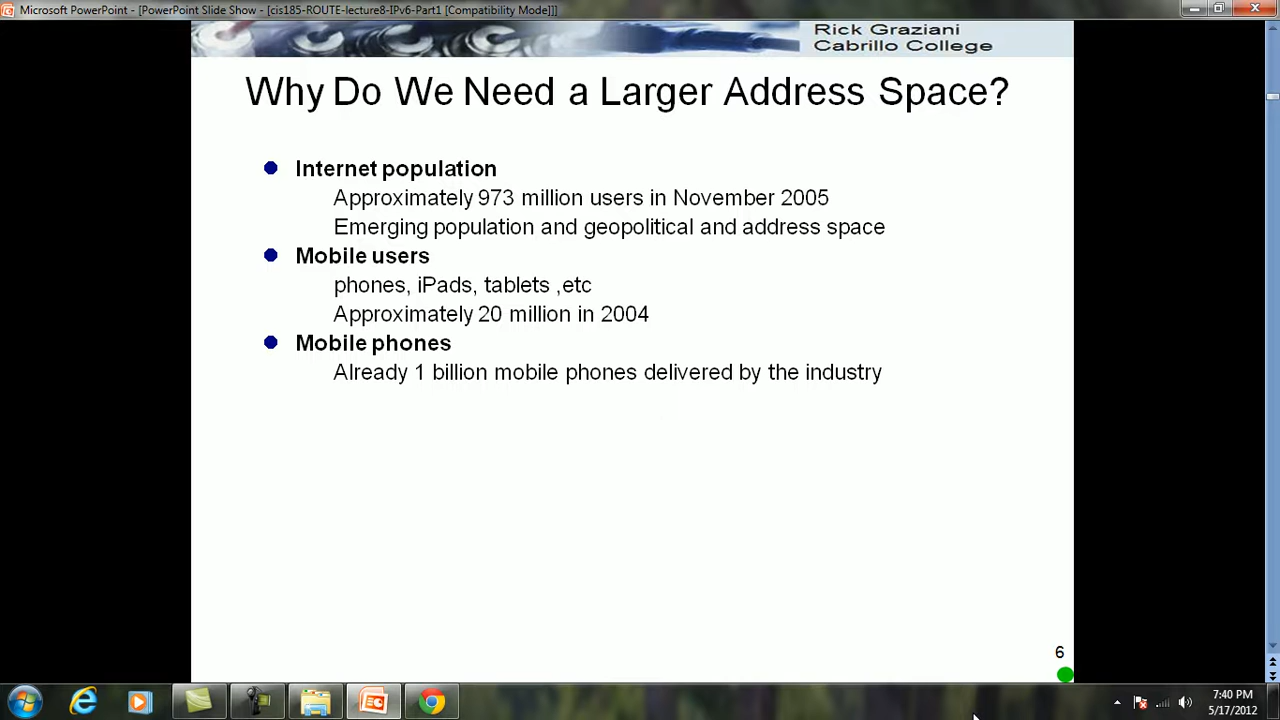 Microsoft PowerPoint - [PowerPoint Slide Show - [cis185-ROUTE-lecture8-IPv6-Part1 [Compatibility Mode]]]
Rick Graziani
Cabrillo College
Why Do We Need a Larger Address Space?
Internet population
Approximately 973 million users in November 2005
Emerging population and geopolitical and address space
Mobile users
phones, iPads, tablets ,etc
Approximately 20 million in 2004
Mobile phones
Already 1 billion mobile phones delivered by the industry
6
7:40 PM
5/17/2012